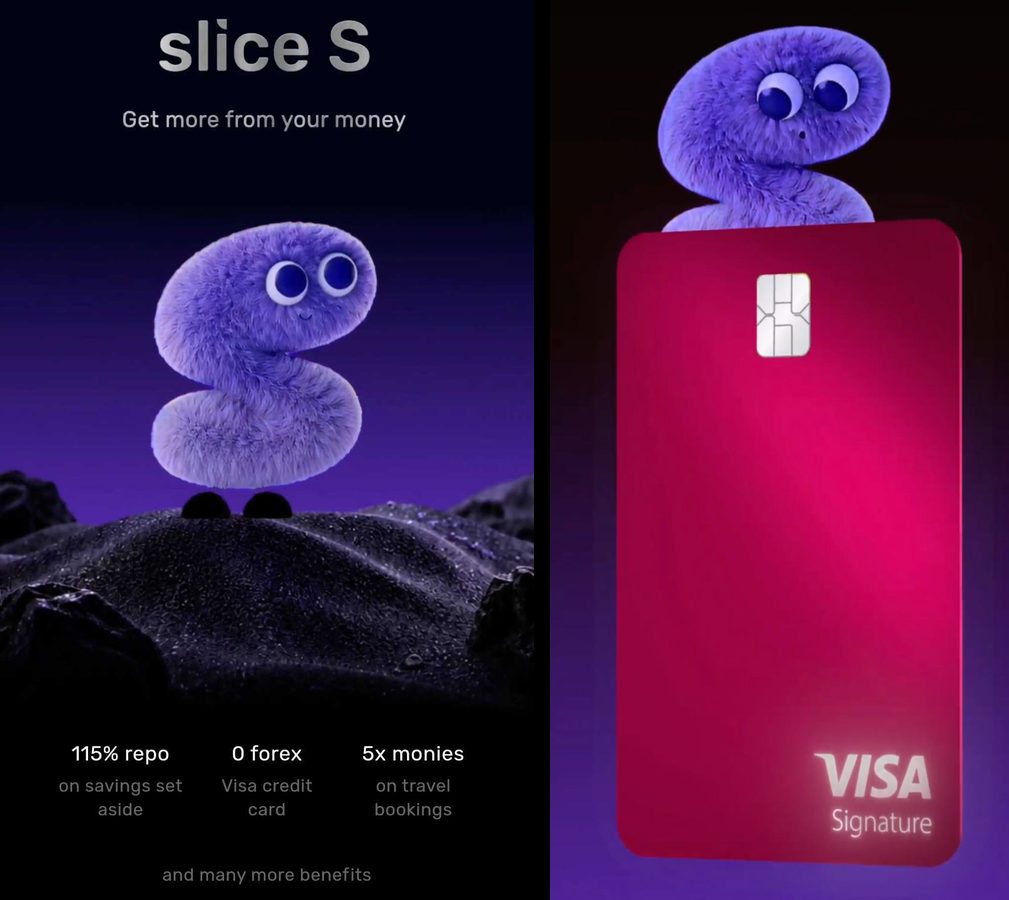 slice S
Get more from your money
115% repo
on savings set
aside
0 forex
Visa credit
card
5x monies
on travel
bookings
and many more benefits
VISA
Signature